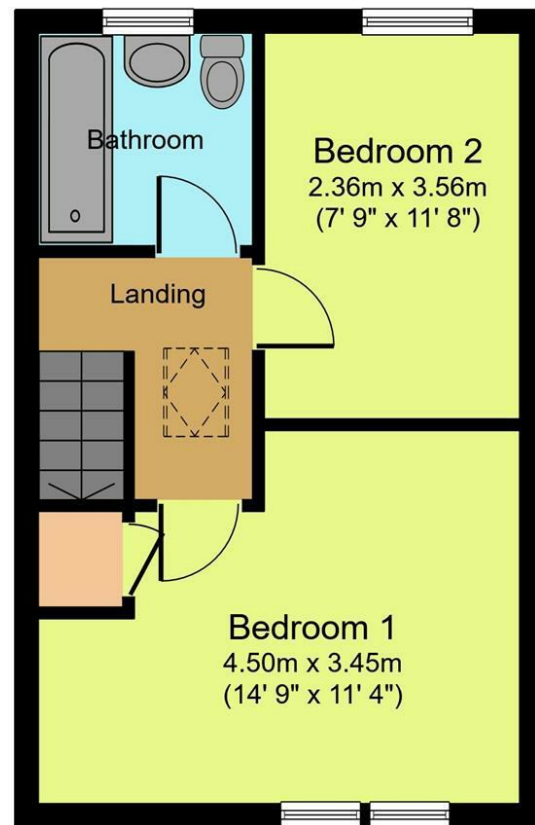 Bathroom
Bedroom 2
2.36m x 3.56m
(7' 9" x 11' 8")
Landing
Bedroom 1
4.50m x 3.45m
(14' 9" x 11' 4")